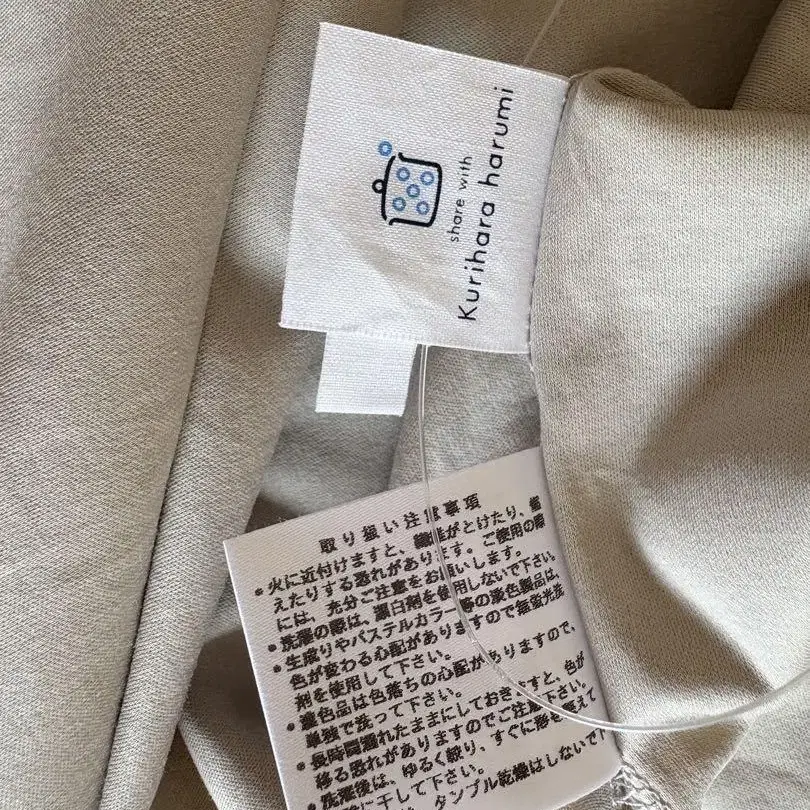 share with
Kurihara harumi
取り扱い注意事項
●火に近付けますと、繊維がとけたり、縮
えたりする恐れがあります。ご使用の際
には、充分ご注意をお願いします。
●洗濯の際は、漂白剤を使用しないで下さい。
●生成りやパステルカラー等の淡色製品は、
色が変わる心配がありますので無蛍光洗
剤を使用して下さい。
●濃色品は色落ちの心配がありますので、
単独で洗って下さい。
●長時間濡れたままにしておきますと、色が
移る恐れがありますのでご注意下さい。
●洗濯後は、ゆるく絞り、すぐに形を整えて
に干して下さい。
タンブル乾燥はしないで下